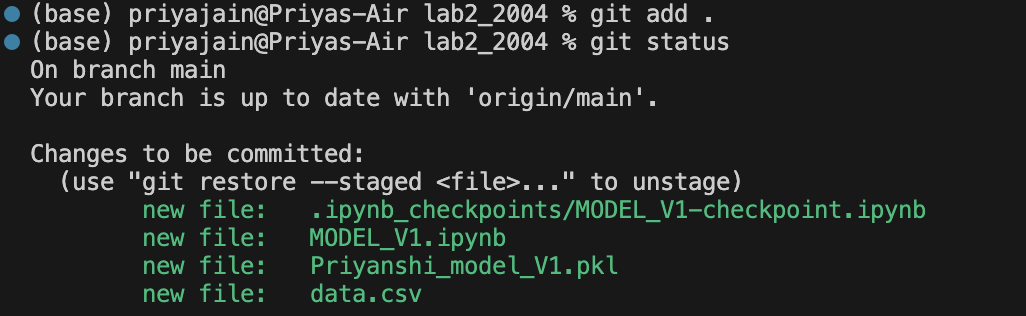 (base) priyajain@Priyas-Air lab2_2004 % git add .
(base) priyajain@Priyas-Air lab2_2004 % git status
On branch main
Your branch is up to date with 'origin/main'.
Changes to be committed:
(use "git restore --staged <file>..." to unstage)
new file: .ipynb_checkpoints/MODEL_V1-checkpoint.ipynb
new file: MODEL_V1.ipynb
new file: Priyanshi_model_V1.pkl
new file: data.csv